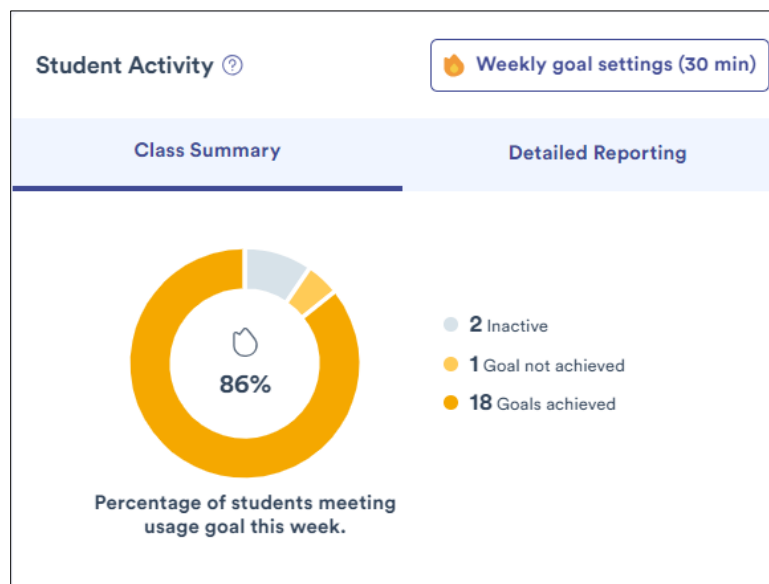 Student Activity ?
Weekly goal settings (30 min)
Class Summary
Detailed Reporting
86%
2 Inactive
1 Goal not achieved
18 Goals achieved
Percentage of students meeting
usage goal this week.